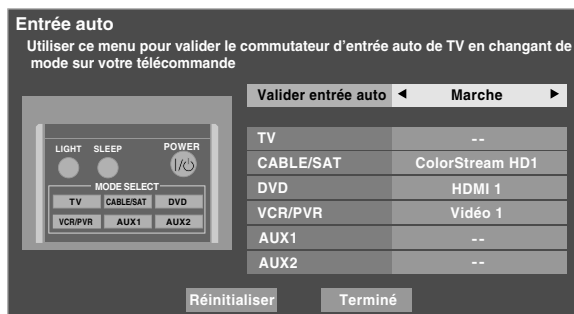 Entrée auto
Utiliser ce menu pour valider le commutateur d'entrée auto de TV en changant de
mode sur votre télécommande
Valider entrée auto ◄ Marche ►
LIGHT SLEEP POWER
I/⏻
MODE SELECT
TV CABLE/SAT DVD
VCR/PVR AUX1 AUX2
TV --
CABLE/SAT ColorStream HD1
DVD HDMI 1
VCR/PVR Vidéo 1
AUX1 --
AUX2 --
Réinitialiser Terminé